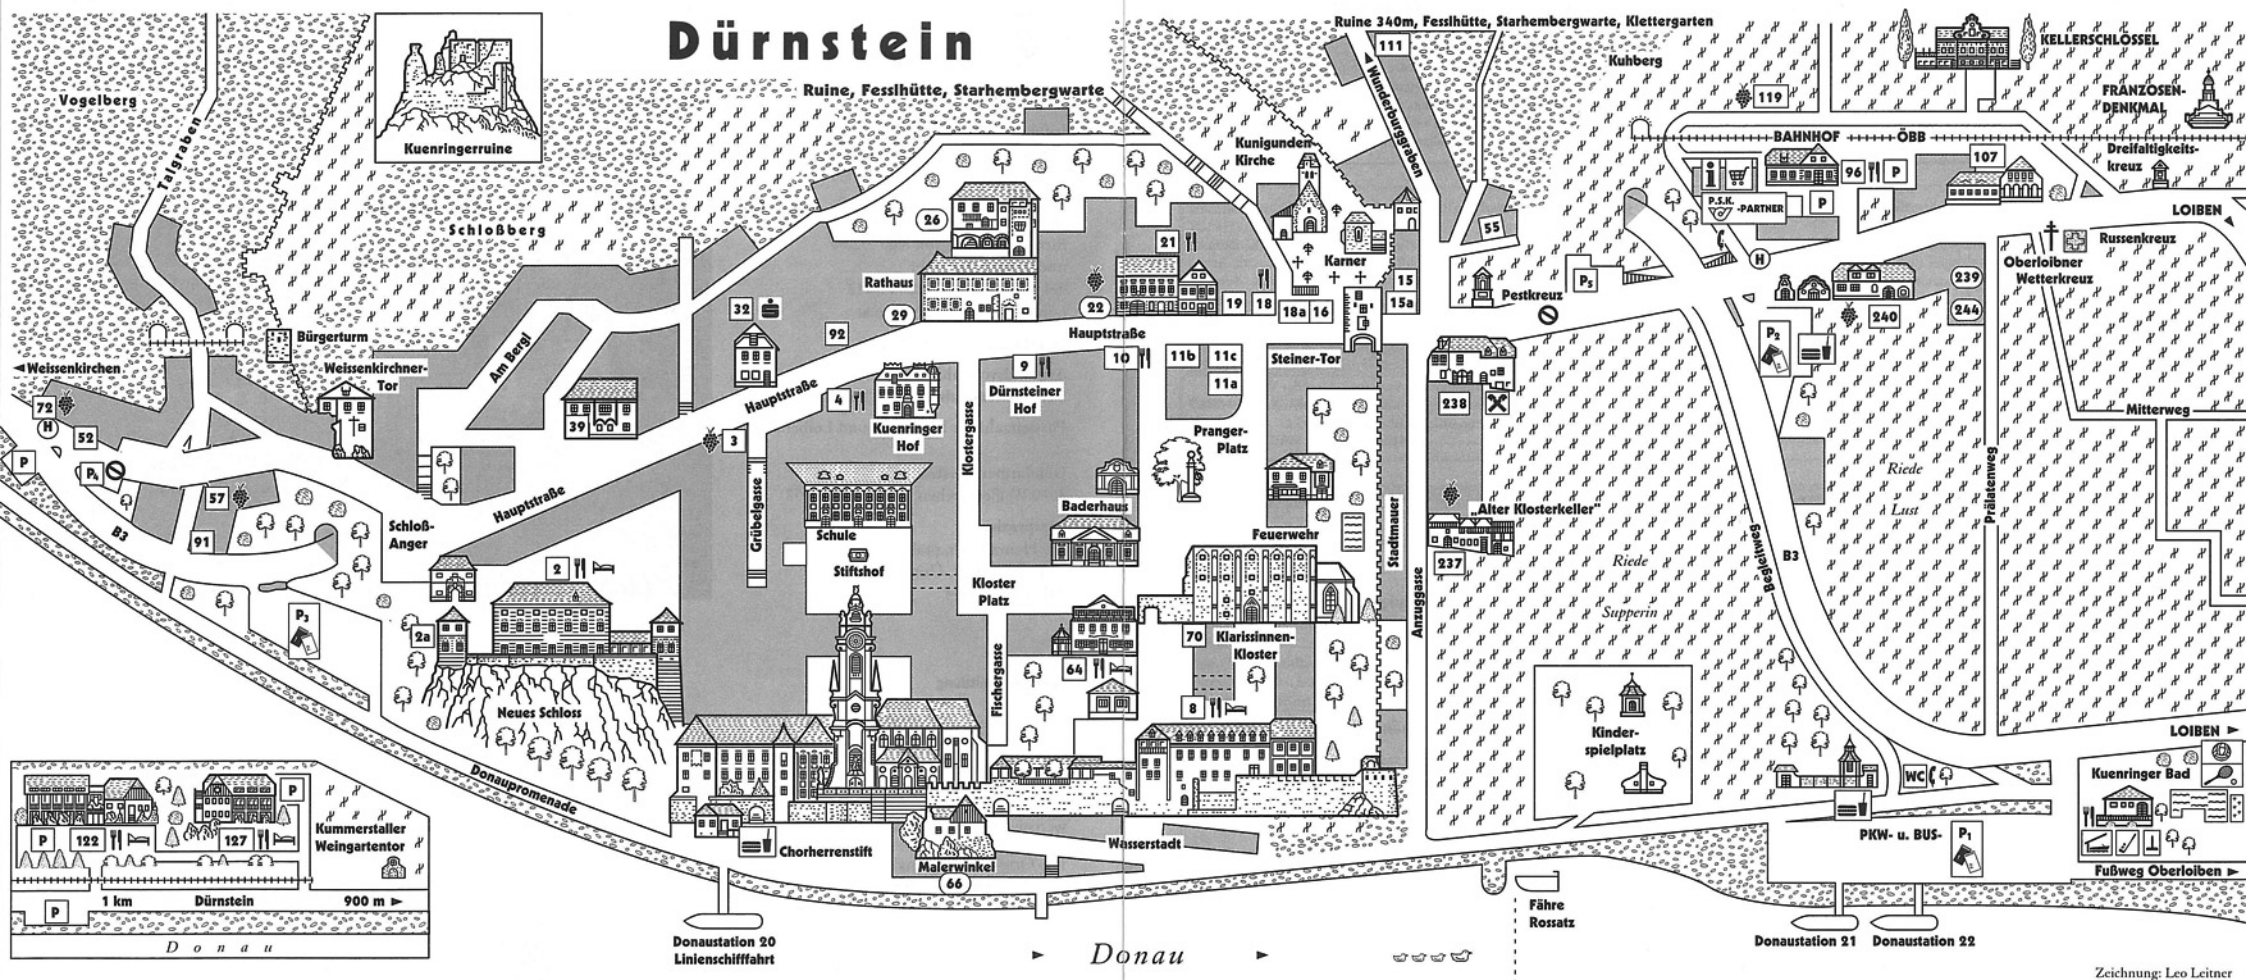 Dürnstein
Ruine 340m, Fesslhütte, Starhembergwarte, Klettergarten
111
Wunderburggraben
Kuhberg
KELLERSCHLÖSSEL
119
FRANZOSEN-
DENKMAL
Vogelberg
Talgraben
Kuenringerruine
Ruine, Fesslhütte, Starhembergwarte
Kunigunden
Kirche
BAHNHOF
ÖBB
Dreifaltigkeits-
kreuz
107
i
96
P
P.S.K.
-PARTNER
P
LOIBEN
Schloßberg
26
21
55
H
Russenkreuz
Oberloibner
Wetterkreuz
Karner
Rathaus
15
15a
Pestkreuz
P5
239
244
240
32
92
29
22
19
18
18a
16
Hauptstraße
Bürgerturm
Weissenkirchen
Weissenkirchner-
Tor
Am Bergl
9
Dürnsteiner
Hof
10
11b
11c
11a
Steiner-Tor
P2
72
H
52
P
P4
39
Hauptstraße
4
Kuenringer
Hof
Klostergasse
238
Mitterweg
3
Pranger-
Platz
57
91
B3
Schloß-
Anger
Hauptstraße
Grübelgasse
Schule
Stiftshof
Baderhaus
Feuerwehr
Stadtmauer
„Alter Klosterkeller"
237
Anzuggasse
Riede
Supperin
Begleitweg
B3
Riede
Lust
Prälatenweg
2
Kloster
Platz
P3
2a
70
Klarissinnen-
Kloster
64
Fischergasse
8
Neues Schloss
Kinder-
spielplatz
LOIBEN
Donaupromenade
WC
Kuenringer Bad
P
P
122
127
Kummerstaller
Weingartentor
Chorherrenstift
Malerwinkel
66
Wasserstadt
PKW- u. BUS-
P1
Fußweg Oberloiben
1 km
Dürnstein
900 m
P
Donau
Fähre
Rossatz
Donaustation 20
Linienschifffahrt
Donau
Donaustation 21
Donaustation 22
Zeichnung: Leo Leitner